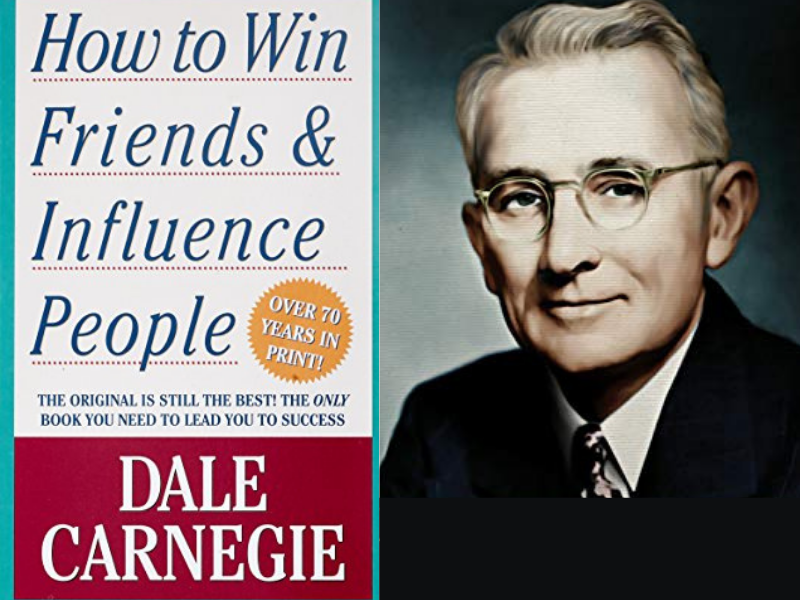 How to Win
Friends &
Influence
People
OVER 70
YEARS IN
PRINT!
THE ORIGINAL IS STILL THE BEST! THE ONLY
BOOK YOU NEED TO LEAD YOU TO SUCCESS
DALE
CARNEGIE